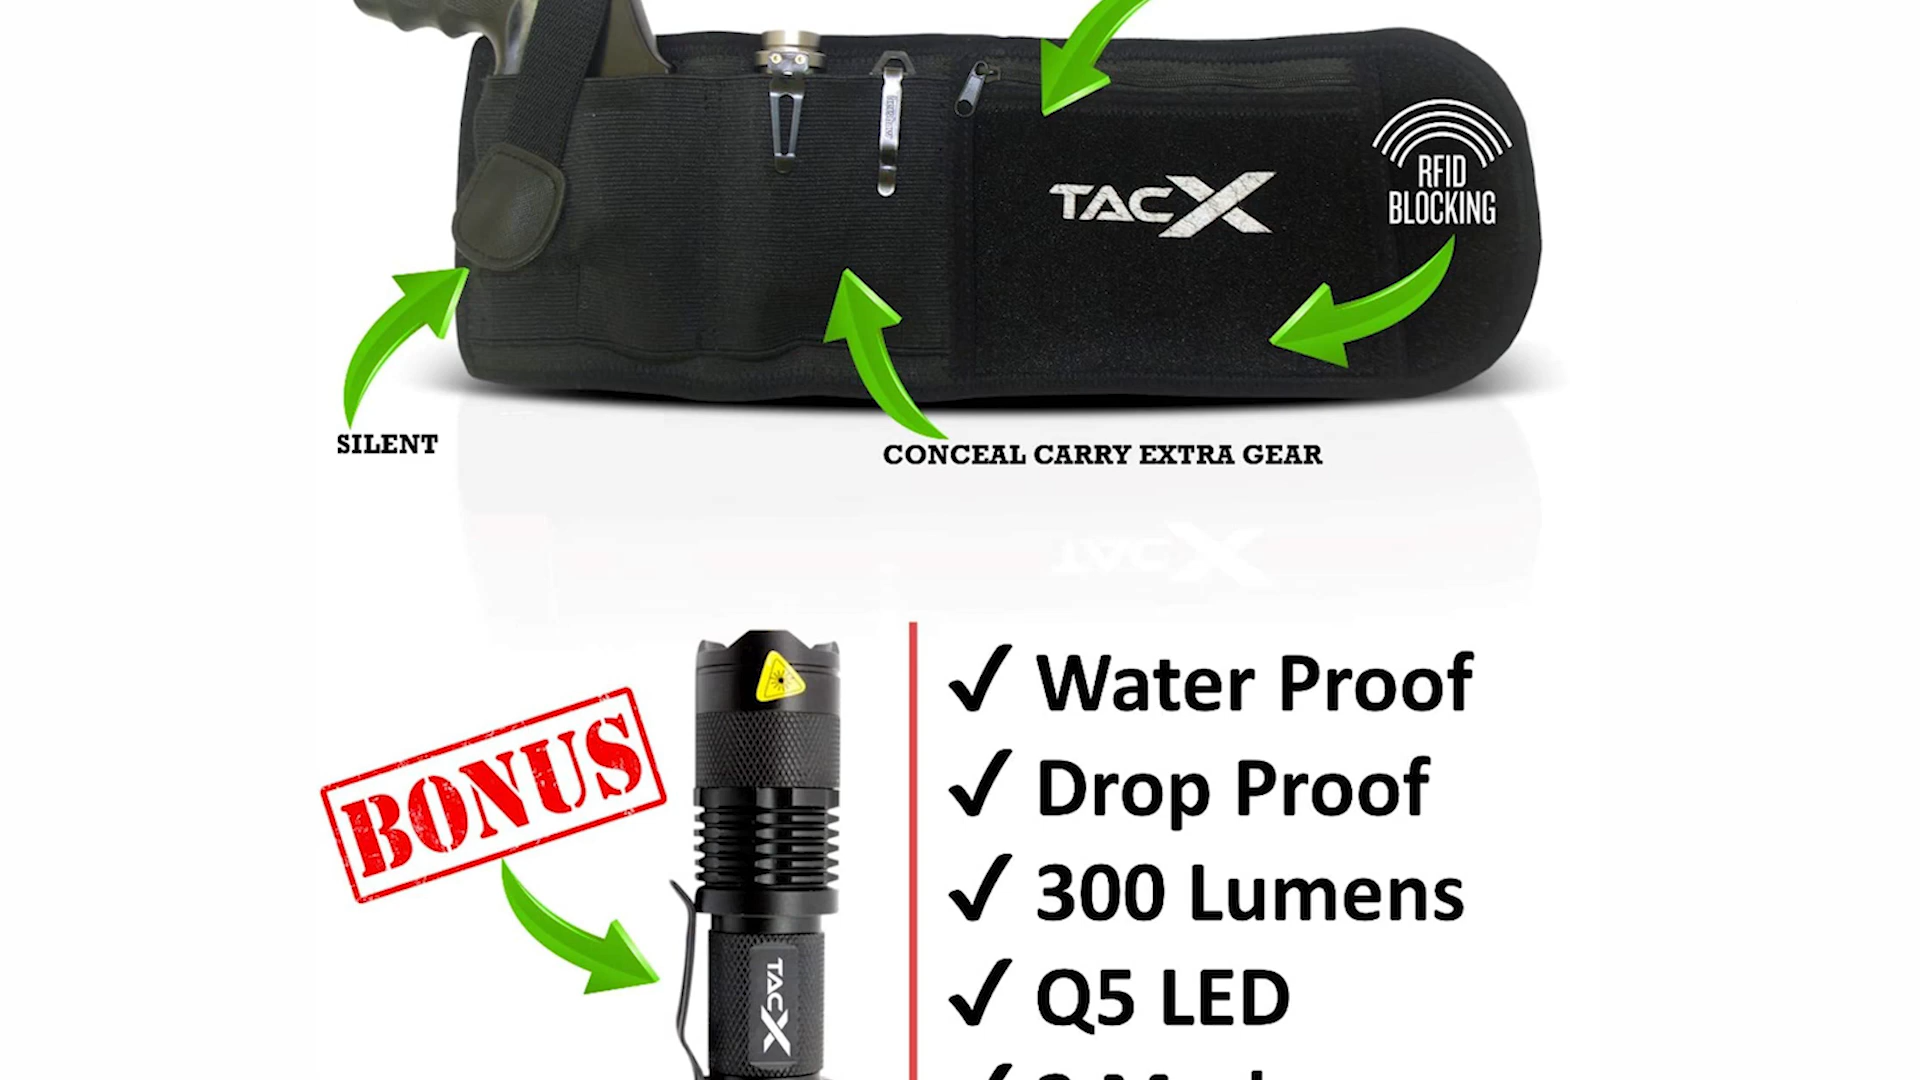 RFID
BLOCKING
TACX
SILENT
CONCEAL CARRY EXTRA GEAR
BONUS
TACX
✓ Water Proof
✓ Drop Proof
✓ 300 Lumens
✓ Q5 LED